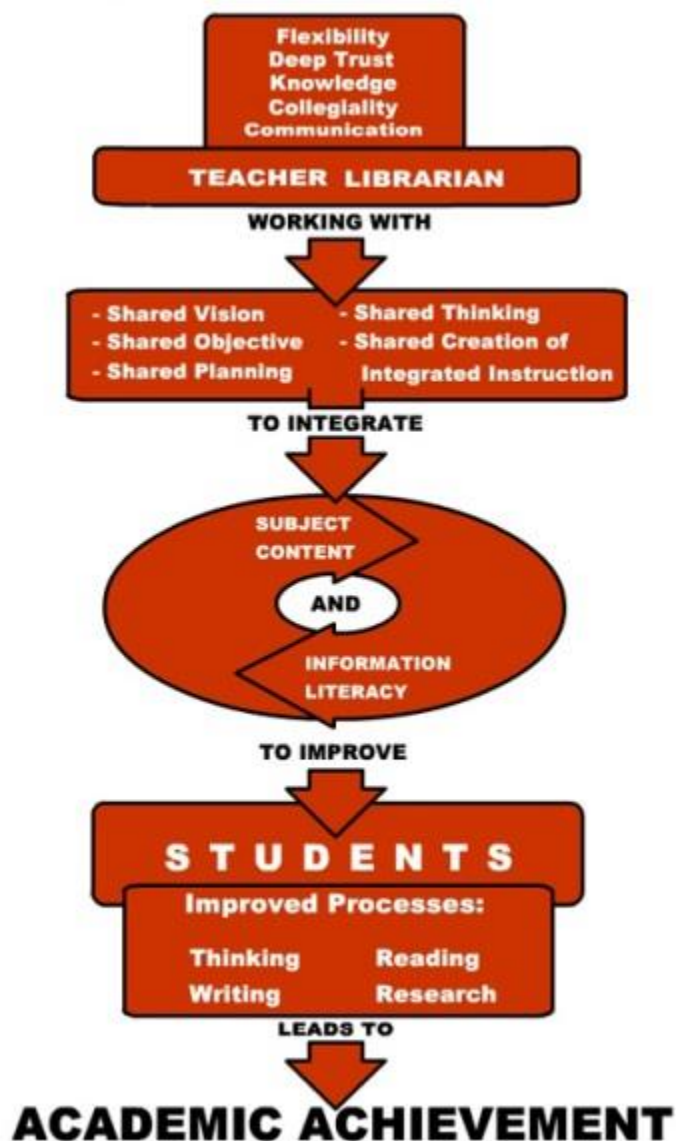 Flexibility
Deep Trust
Knowledge
Collegiality
Communication
TEACHER LIBRARIAN
WORKING WITH
- Shared Vision
- Shared Objective
- Shared Planning
- Shared Thinking
- Shared Creation of
Integrated Instruction
TO INTEGRATE
SUBJECT
CONTENT
AND
INFORMATION
LITERACY
TO IMPROVE
STUDENTS
Improved Processes:
Thinking Reading
Writing Research
LEADS TO
ACADEMIC ACHIEVEMENT